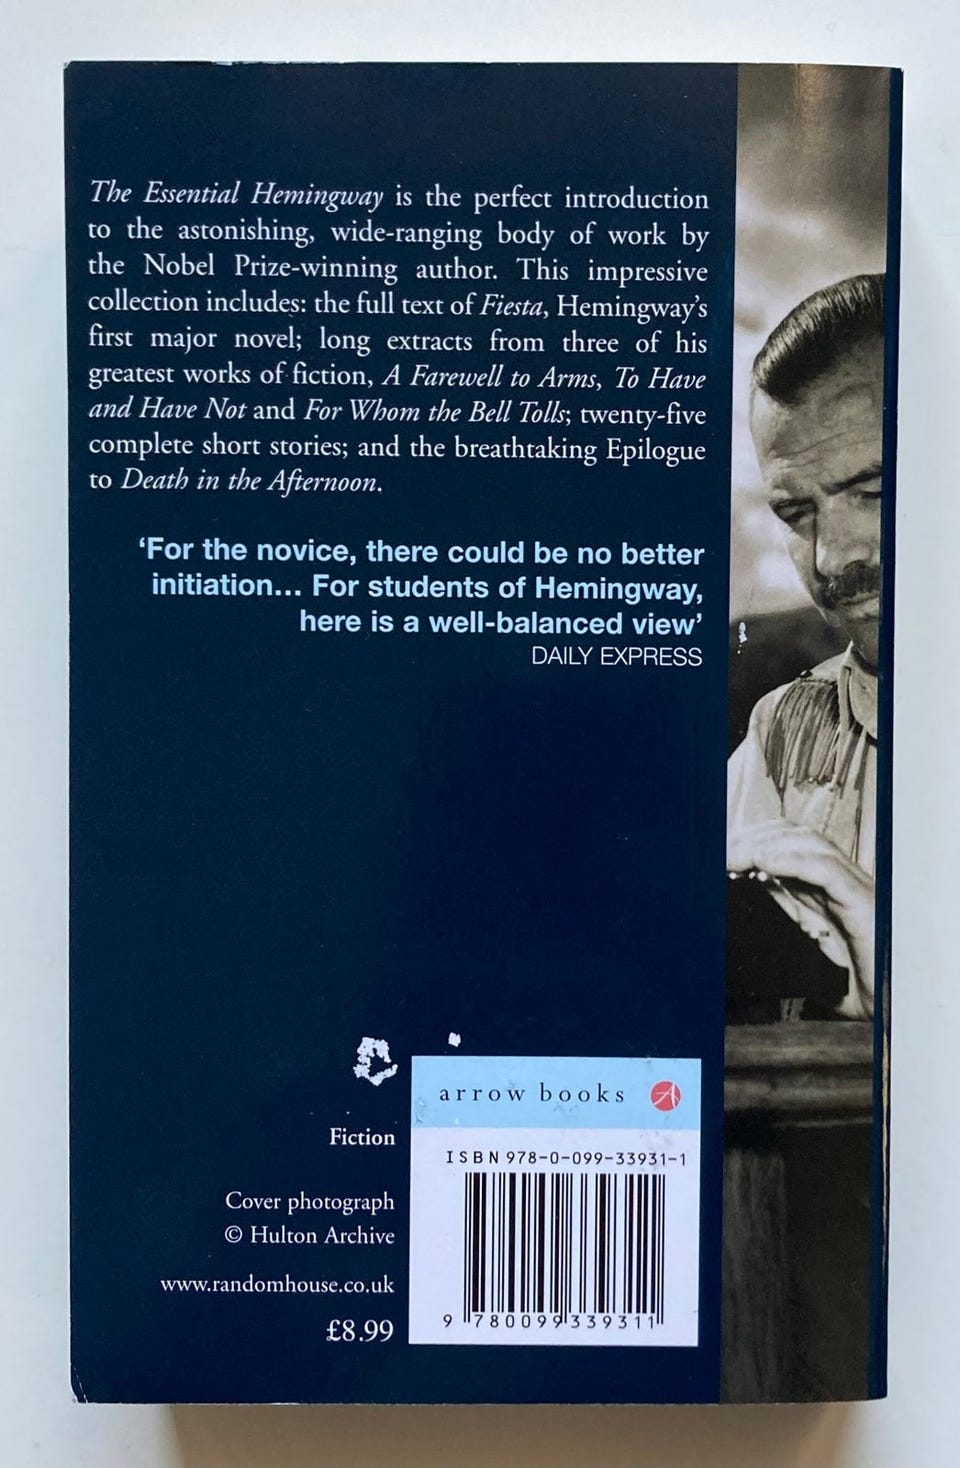 The Essential Hemingway is the perfect introduction
to the astonishing, wide-ranging body of work by
the Nobel Prize-winning author. This impressive
collection includes: the full text of Fiesta, Hemingway's
first major novel; long extracts from three of his
greatest works of fiction, A Farewell to Arms, To Have
and Have Not and For Whom the Bell Tolls; twenty-five
complete short stories; and the breathtaking Epilogue
to Death in the Afternoon.
‘For the novice, there could be no better
initiation... For students of Hemingway,
here is a well-balanced view’
DAILY EXPRESS
arrow books A
Fiction
ISBN 978-0-099-33931-1
Cover photograph
© Hulton Archive
www.randomhouse.co.uk
£8.99
9 780099 339311